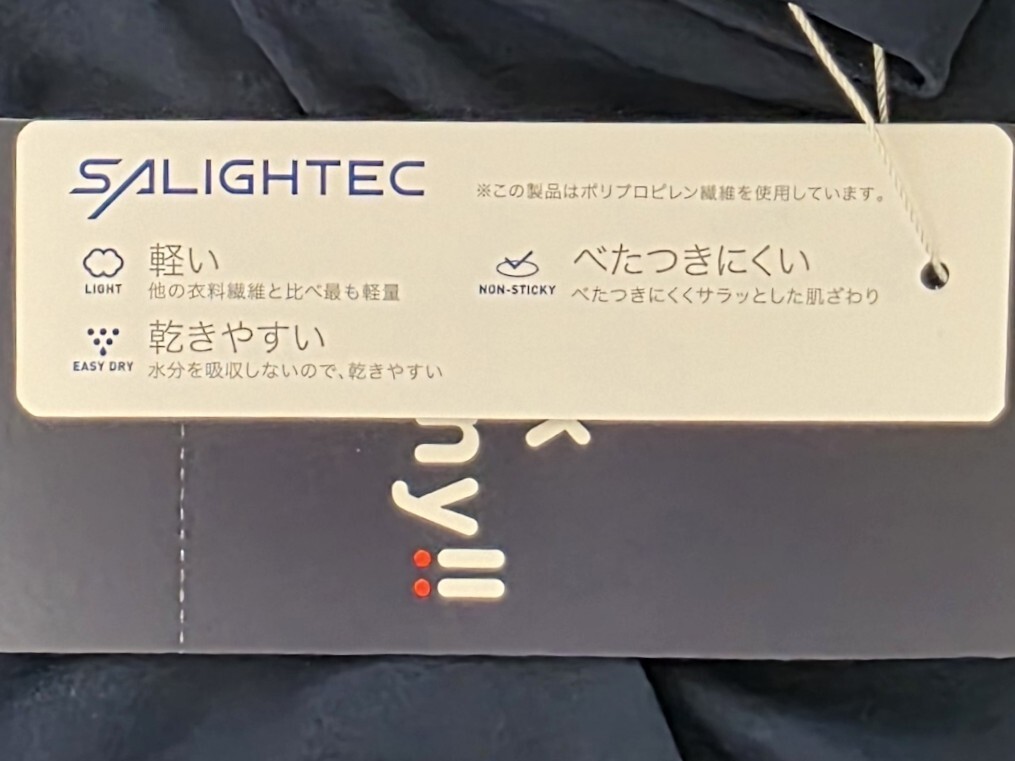 SALIGHTEC
※この製品はポリプロピレン繊維を使用しています。
LIGHT
軽い
他の衣料繊維と比べ最も軽量
NON-STICKY
べたつきにくい
べたつきにくくサラッとした肌ざわり
EASY DRY
乾きやすい
水分を吸収しないので、乾きやすい
k
ny!!